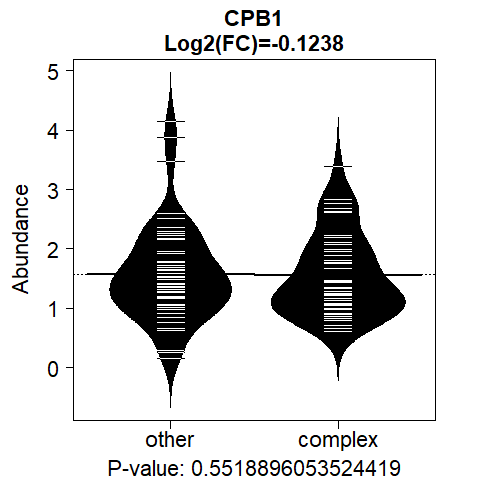 CPB1
Log2(FC)=-0.1238
Abundance
5
4
3
2
1
0
other complex
P-value: 0.5518896053524419